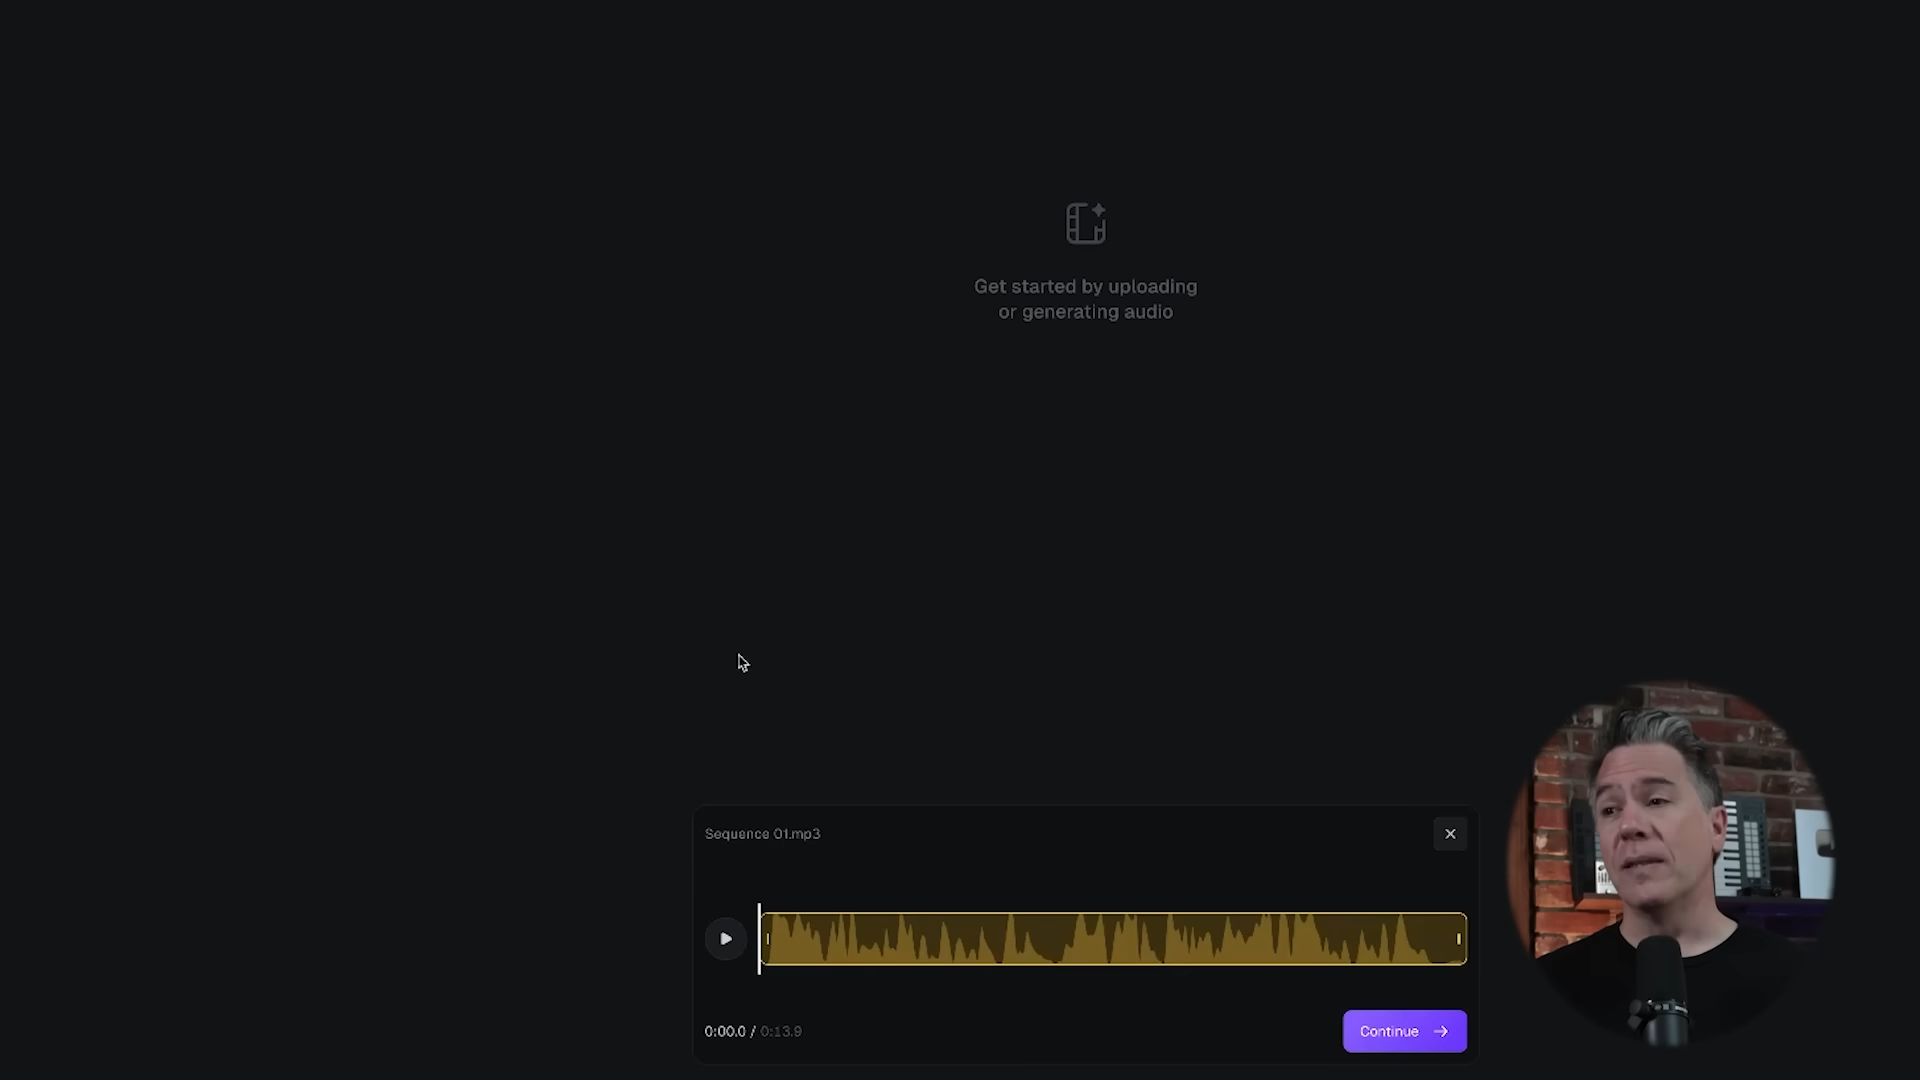 Get started by uploading
or generating audio
Sequence 01.mp3
0:00.0 / 0:13.9
Continue